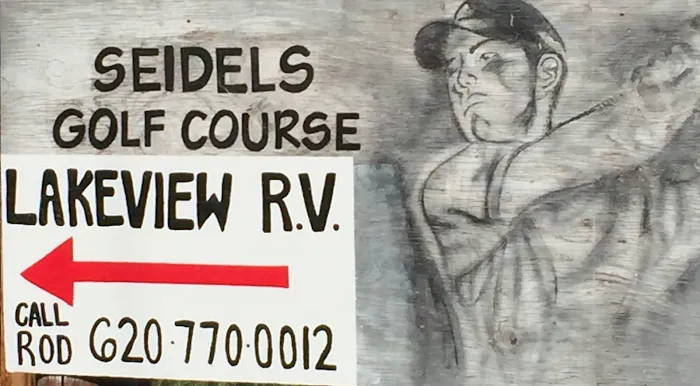 SEIDELS
GOLF COURSE
LAKEVIEW R.V.
CALL
ROD 620·770·0012